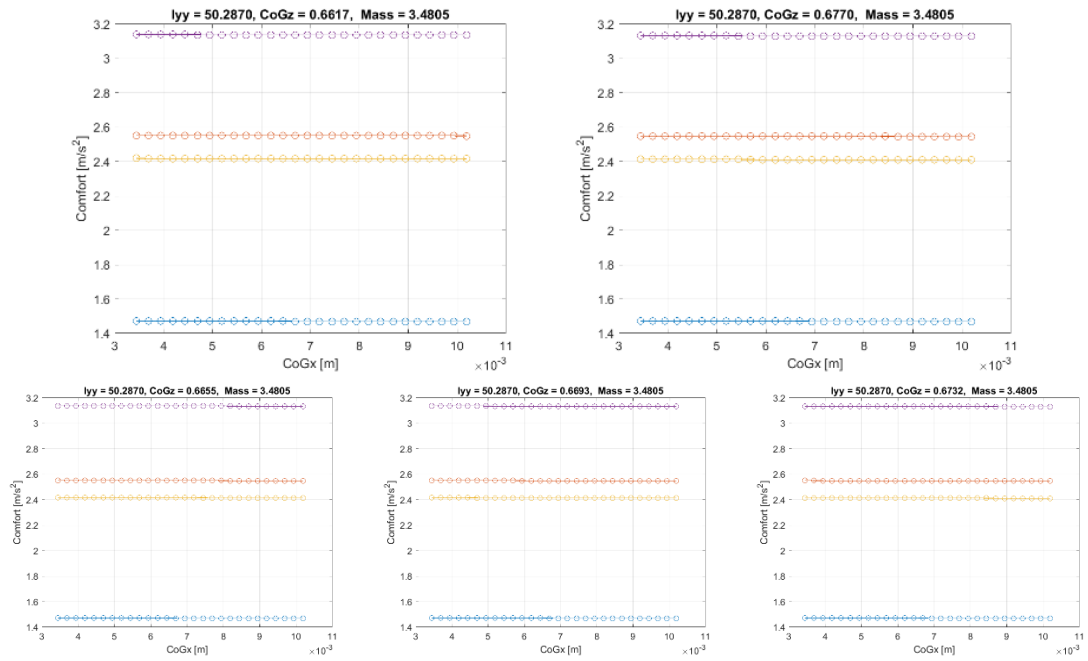 Iyy = 50.2870, CoGz = 0.6617, Mass = 3.4805
3.2
3
2.8
2.6
2.4
2.2
2
1.8
1.6
1.4
Comfort [m/s²]
3 4 5 6 7 8 9 10 11
CoGx [m]
×10⁻³
Iyy = 50.2870, CoGz = 0.6770, Mass = 3.4805
3.2
3
2.8
2.6
2.4
2.2
2
1.8
1.6
1.4
Comfort [m/s²]
3 4 5 6 7 8 9 10 11
CoGx [m]
×10⁻³
Iyy = 50.2870, CoGz = 0.6655, Mass = 3.4805
3.2
3
2.8
2.6
2.4
2.2
2
1.8
1.6
1.4
Comfort [m/s²]
3 4 5 6 7 8 9 10 11
CoGx [m]
×10⁻³
Iyy = 50.2870, CoGz = 0.6693, Mass = 3.4805
3.2
3
2.8
2.6
2.4
2.2
2
1.8
1.6
1.4
Comfort [m/s²]
3 4 5 6 7 8 9 10 11
CoGx [m]
×10⁻³
Iyy = 50.2870, CoGz = 0.6732, Mass = 3.4805
3.2
3
2.8
2.6
2.4
2.2
2
1.8
1.6
1.4
Comfort [m/s²]
3 4 5 6 7 8 9 10 11
CoGx [m]
×10⁻³